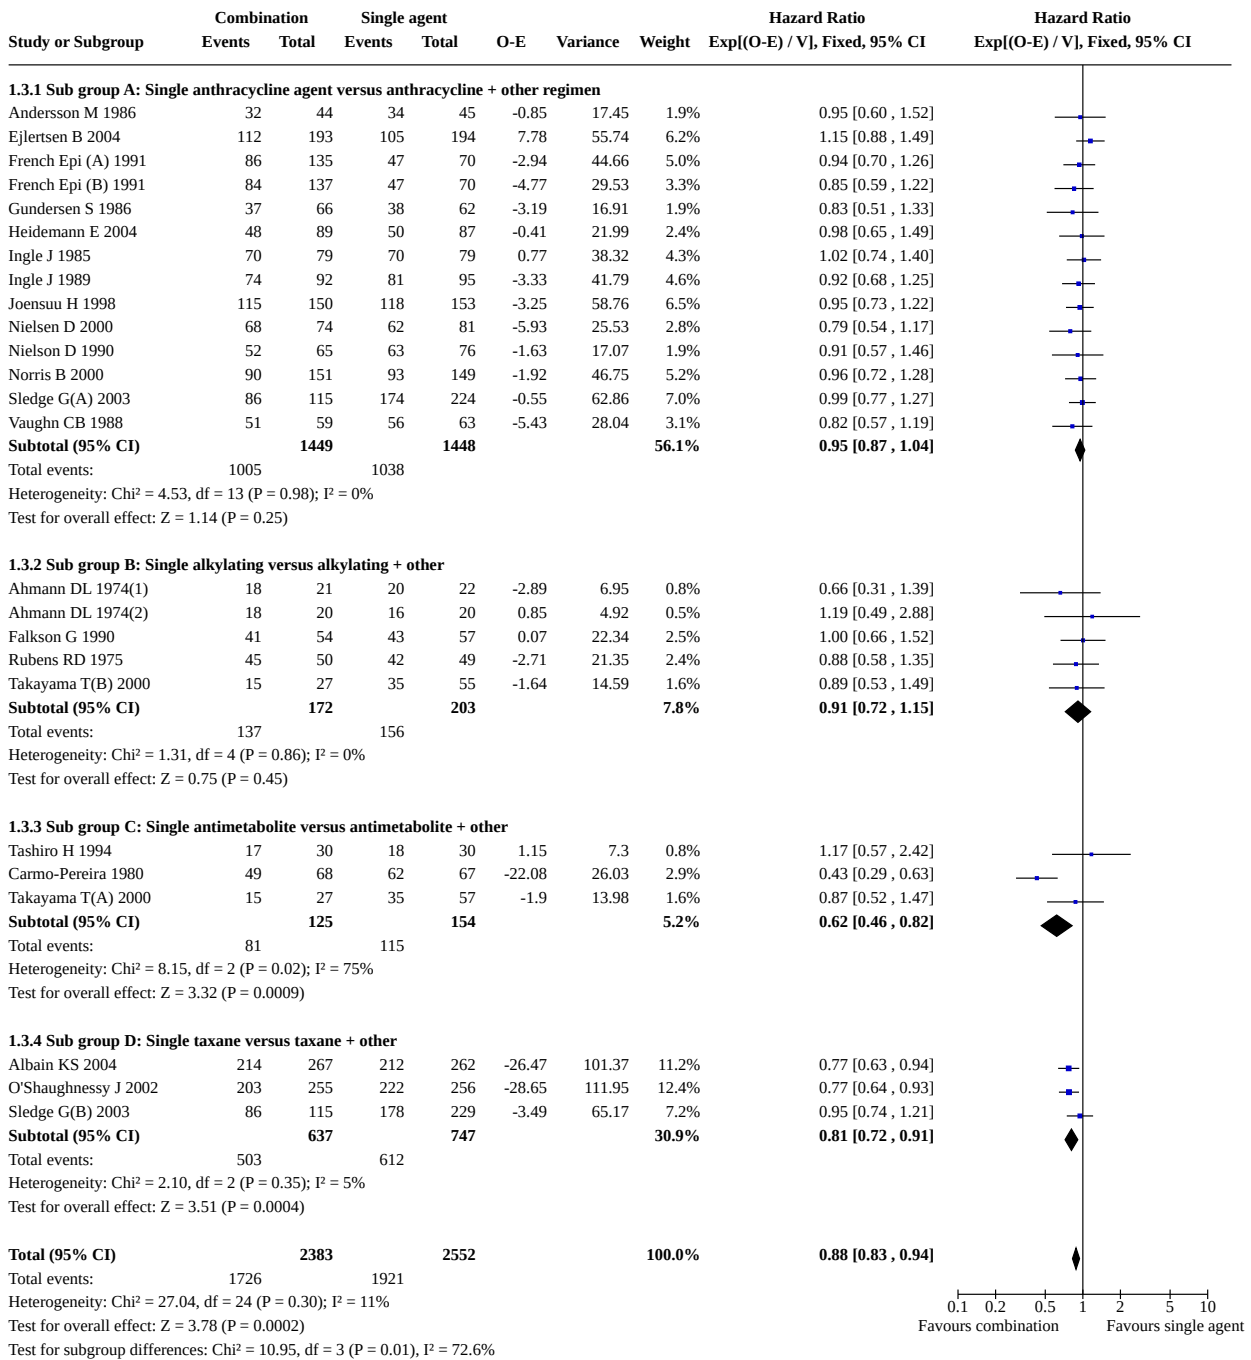 Combination Single agent Hazard Ratio Hazard Ratio
Study or Subgroup Events Total Events Total O-E Variance Weight Exp[(O-E) / V], Fixed, 95% CI Exp[(O-E) / V], Fixed, 95% CI
1.3.1 Sub group A: Single anthracycline agent versus anthracycline + other regimen
Andersson M 1986 32 44 34 45 -0.85 17.45 1.9% 0.95 [0.60 , 1.52]
Ejlertsen B 2004 112 193 105 194 7.78 55.74 6.2% 1.15 [0.88 , 1.49]
French Epi (A) 1991 86 135 47 70 -2.94 44.66 5.0% 0.94 [0.70 , 1.26]
French Epi (B) 1991 84 137 47 70 -4.77 29.53 3.3% 0.85 [0.59 , 1.22]
Gundersen S 1986 37 66 38 62 -3.19 16.91 1.9% 0.83 [0.51 , 1.33]
Heidemann E 2004 48 89 50 87 -0.41 21.99 2.4% 0.98 [0.65 , 1.49]
Ingle J 1985 70 79 70 79 0.77 38.32 4.3% 1.02 [0.74 , 1.40]
Ingle J 1989 74 92 81 95 -3.33 41.79 4.6% 0.92 [0.68 , 1.25]
Joensuu H 1998 115 150 118 153 -3.25 58.76 6.5% 0.95 [0.73 , 1.22]
Nielsen D 2000 68 74 62 81 -5.93 25.53 2.8% 0.79 [0.54 , 1.17]
Nielson D 1990 52 65 63 76 -1.63 17.07 1.9% 0.91 [0.57 , 1.46]
Norris B 2000 90 151 93 149 -1.92 46.75 5.2% 0.96 [0.72 , 1.28]
Sledge G(A) 2003 86 115 174 224 -0.55 62.86 7.0% 0.99 [0.77 , 1.27]
Vaughn CB 1988 51 59 56 63 -5.43 28.04 3.1% 0.82 [0.57 , 1.19]
Subtotal (95% CI) 1449 1448 56.1% 0.95 [0.87 , 1.04]
Total events: 1005 1038
Heterogeneity: Chi² = 4.53, df = 13 (P = 0.98); I² = 0%
Test for overall effect: Z = 1.14 (P = 0.25)
1.3.2 Sub group B: Single alkylating versus alkylating + other
Ahmann DL 1974(1) 18 21 20 22 -2.89 6.95 0.8% 0.66 [0.31 , 1.39]
Ahmann DL 1974(2) 18 20 16 20 0.85 4.92 0.5% 1.19 [0.49 , 2.88]
Falkson G 1990 41 54 43 57 0.07 22.34 2.5% 1.00 [0.66 , 1.52]
Rubens RD 1975 45 50 42 49 -2.71 21.35 2.4% 0.88 [0.58 , 1.35]
Takayama T(B) 2000 15 27 35 55 -1.64 14.59 1.6% 0.89 [0.53 , 1.49]
Subtotal (95% CI) 172 203 7.8% 0.91 [0.72 , 1.15]
Total events: 137 156
Heterogeneity: Chi² = 1.31, df = 4 (P = 0.86); I² = 0%
Test for overall effect: Z = 0.75 (P = 0.45)
1.3.3 Sub group C: Single antimetabolite versus antimetabolite + other
Tashiro H 1994 17 30 18 30 1.15 7.3 0.8% 1.17 [0.57 , 2.42]
Carmo-Pereira 1980 49 68 62 67 -22.08 26.03 2.9% 0.43 [0.29 , 0.63]
Takayama T(A) 2000 15 27 35 57 -1.9 13.98 1.6% 0.87 [0.52 , 1.47]
Subtotal (95% CI) 125 154 5.2% 0.62 [0.46 , 0.82]
Total events: 81 115
Heterogeneity: Chi² = 8.15, df = 2 (P = 0.02); I² = 75%
Test for overall effect: Z = 3.32 (P = 0.0009)
1.3.4 Sub group D: Single taxane versus taxane + other
Albain KS 2004 214 267 212 262 -26.47 101.37 11.2% 0.77 [0.63 , 0.94]
O'Shaughnessy J 2002 203 255 222 256 -28.65 111.95 12.4% 0.77 [0.64 , 0.93]
Sledge G(B) 2003 86 115 178 229 -3.49 65.17 7.2% 0.95 [0.74 , 1.21]
Subtotal (95% CI) 637 747 30.9% 0.81 [0.72 , 0.91]
Total events: 503 612
Heterogeneity: Chi² = 2.10, df = 2 (P = 0.35); I² = 5%
Test for overall effect: Z = 3.51 (P = 0.0004)
Total (95% CI) 2383 2552 100.0% 0.88 [0.83 , 0.94]
Total events: 1726 1921
Heterogeneity: Chi² = 27.04, df = 24 (P = 0.30); I² = 11%
0.1 0.2 0.5 1 2 5 10
Test for overall effect: Z = 3.78 (P = 0.0002) Favours combination Favours single agent
Test for subgroup differences: Chi² = 10.95, df = 3 (P = 0.01), I² = 72.6%